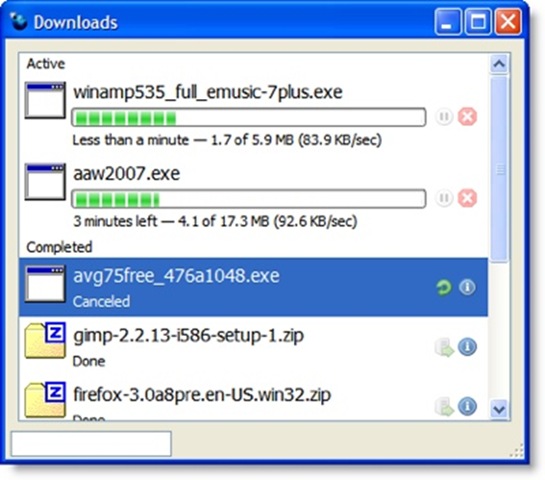 Downloads
Active
winamp535_full_emusic-7plus.exe
Less than a minute — 1.7 of 5.9 MB (83.9 KB/sec)
aaw2007.exe
3 minutes left — 4.1 of 17.3 MB (92.6 KB/sec)
Completed
avg75free_476a1048.exe
Canceled
gimp-2.2.13-i586-setup-1.zip
Done
firefox-3.0a8pre.en-US.win32.zip
Done